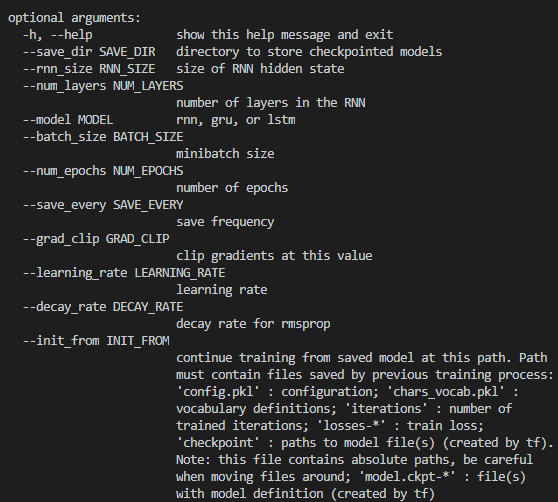 optional arguments:
-h, --help show this help message and exit
--save_dir SAVE_DIR directory to store checkpointed models
--rnn_size RNN_SIZE size of RNN hidden state
--num_layers NUM_LAYERS
number of layers in the RNN
--model MODEL rnn, gru, or lstm
--batch_size BATCH_SIZE
minibatch size
--num_epochs NUM_EPOCHS
number of epochs
--save_every SAVE_EVERY
save frequency
--grad_clip GRAD_CLIP
clip gradients at this value
--learning_rate LEARNING_RATE
learning rate
--decay_rate DECAY_RATE
decay rate for rmsprop
--init_from INIT_FROM
continue training from saved model at this path. Path
must contain files saved by previous training process:
'config.pkl' : configuration; 'chars_vocab.pkl' :
vocabulary definitions; 'iterations' : number of
trained iterations; 'losses-*' : train loss;
'checkpoint' : paths to model file(s) (created by tf).
Note: this file contains absolute paths, be careful
when moving files around; 'model.ckpt-*' : file(s)
with model definition (created by tf)